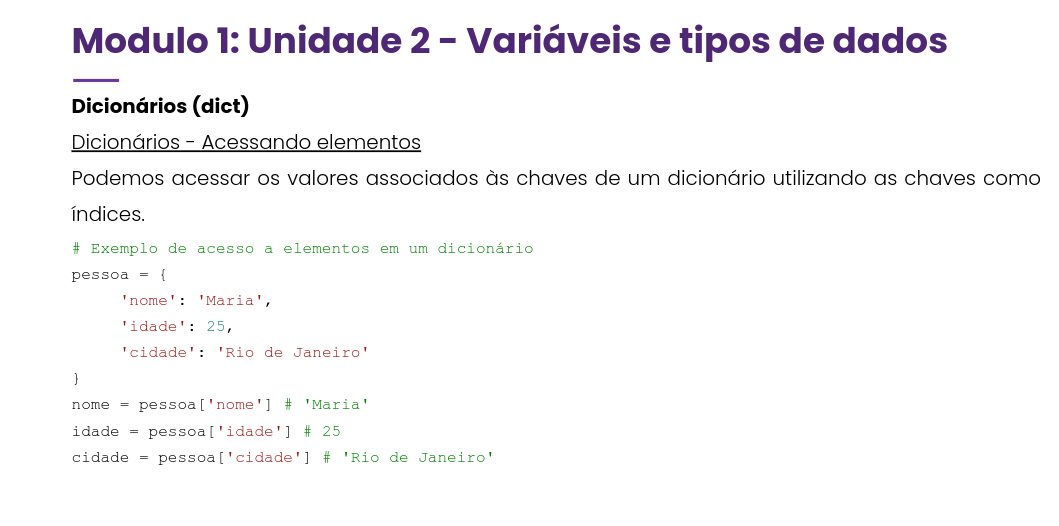 Modulo 1: Unidade 2 - Variáveis e tipos de dados
Dicionários (dict)
Dicionários - Acessando elementos
Podemos acessar os valores associados às chaves de um dicionário utilizando as chaves como
índices.
# Exemplo de acesso a elementos em um dicionário
pessoa = {
     'nome': 'Maria',
     'idade': 25,
     'cidade': 'Rio de Janeiro'
}
nome = pessoa['nome'] # 'Maria'
idade = pessoa['idade'] # 25
cidade = pessoa['cidade'] # 'Rio de Janeiro'